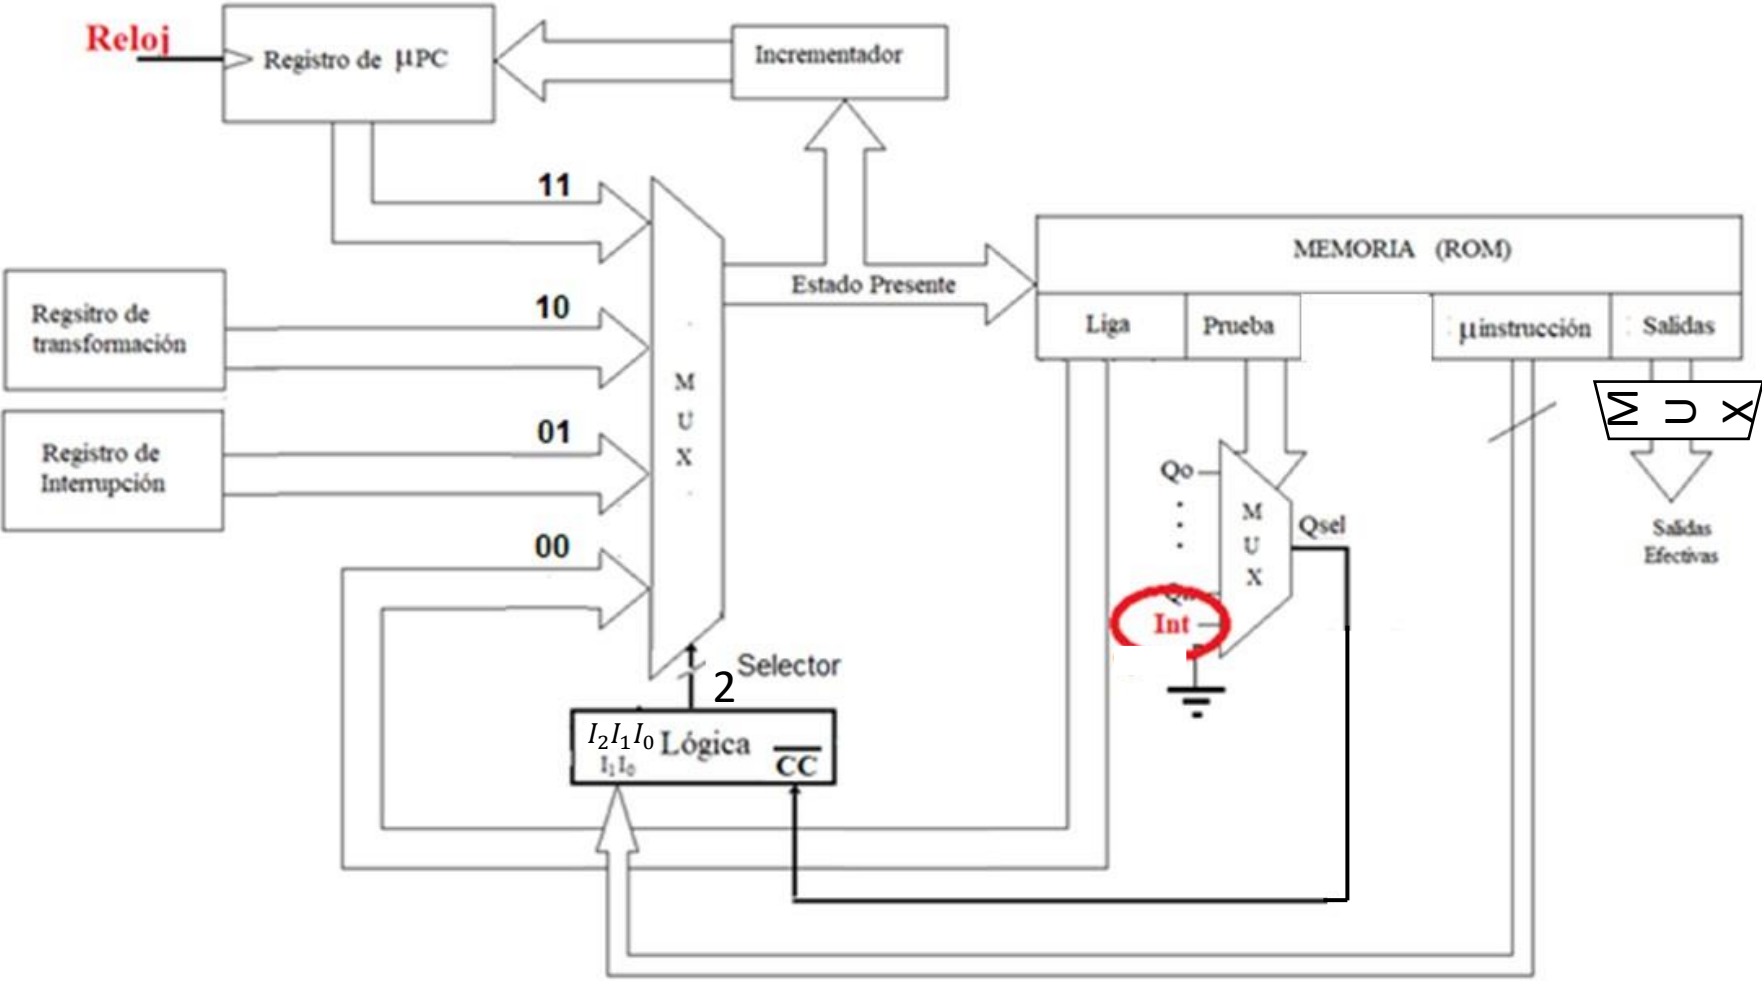 Reloj
Registro de µPC
Incrementador
11
MEMORIA (ROM)
Estado Presente
10
Regsitro de
transformación
Liga
Prueba
µinstrucción
Salidas
M
U
X
M U X
01
Registro de
Interrupción
Qo
M
U
X
Qsel
Salidas
Efectivas
00
Int
Selector
2
I₂I₁I₀ Lógica
I₁I₀
CC